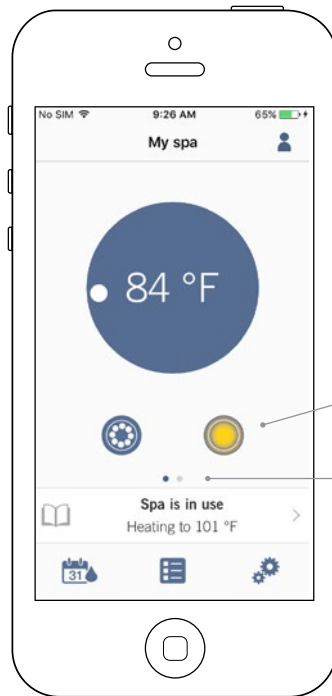 No SIM 9:26 AM 65%
My spa
84 °F
Spa is in use
Heating to 101 °F
31